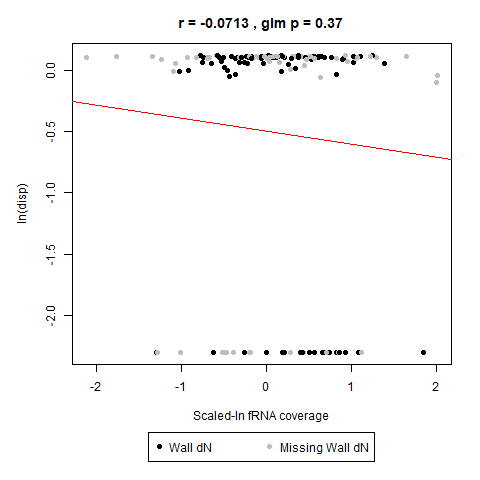 r = -0.0713 , glm p = 0.37
0.0
-0.5
-1.0
-1.5
-2.0
ln(disp)
-2 -1 0 1 2
Scaled-ln fRNA coverage
Wall dN Missing Wall dN